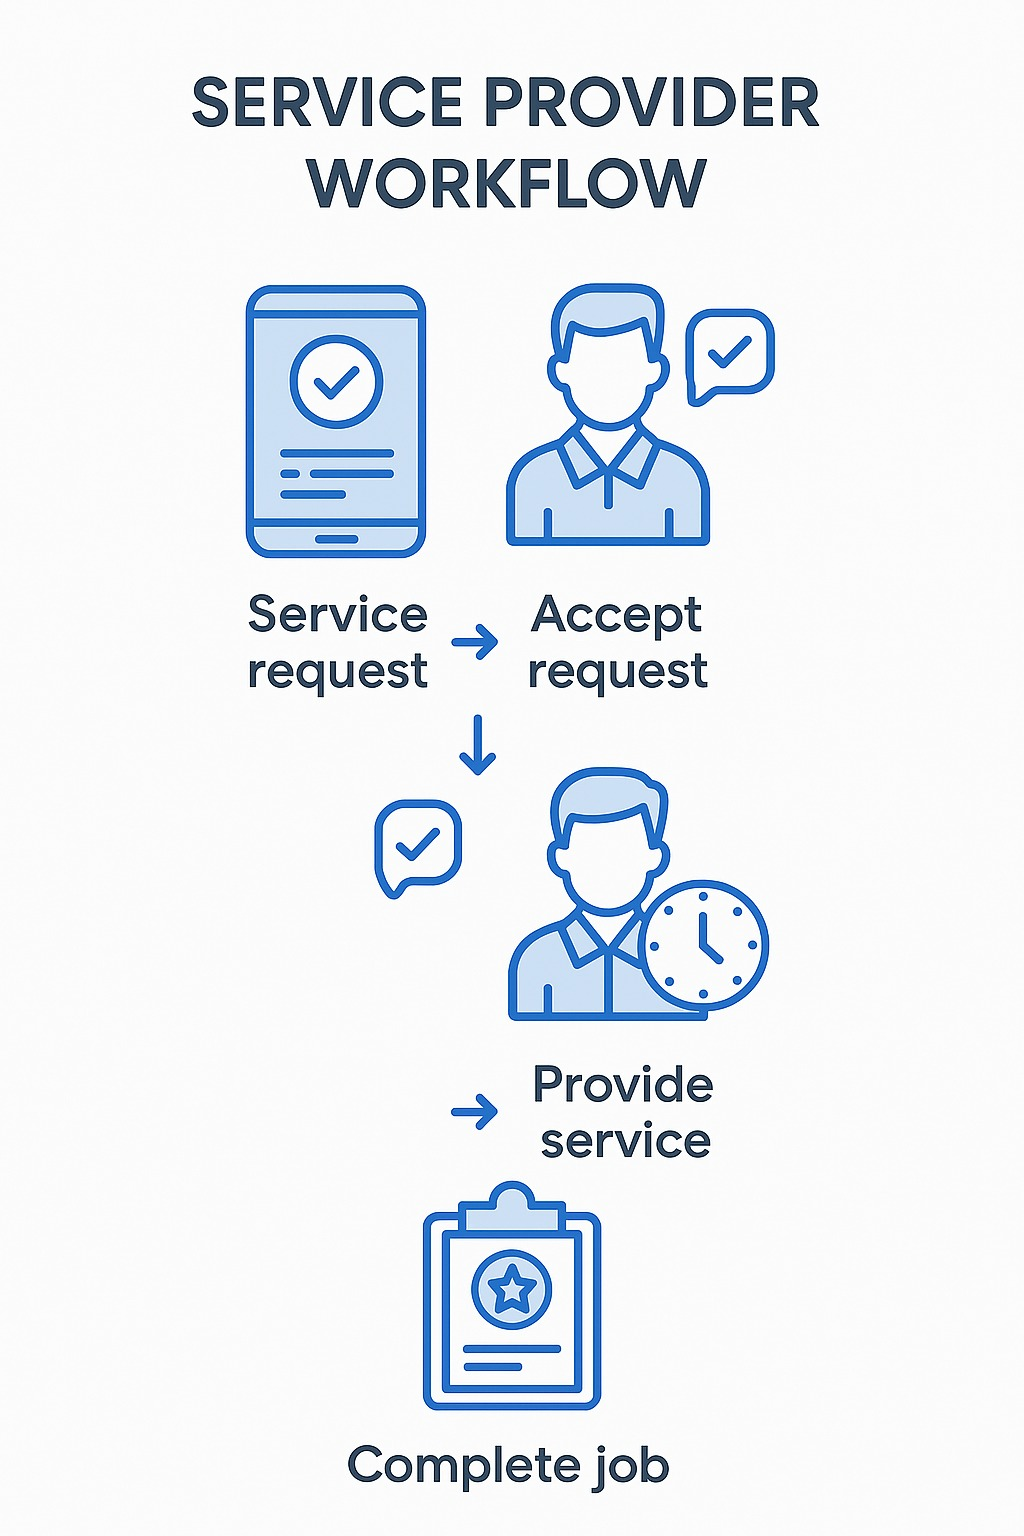 SERVICE PROVIDER
WORKFLOW
Service
request
Accept
request
Provide
service
Complete job